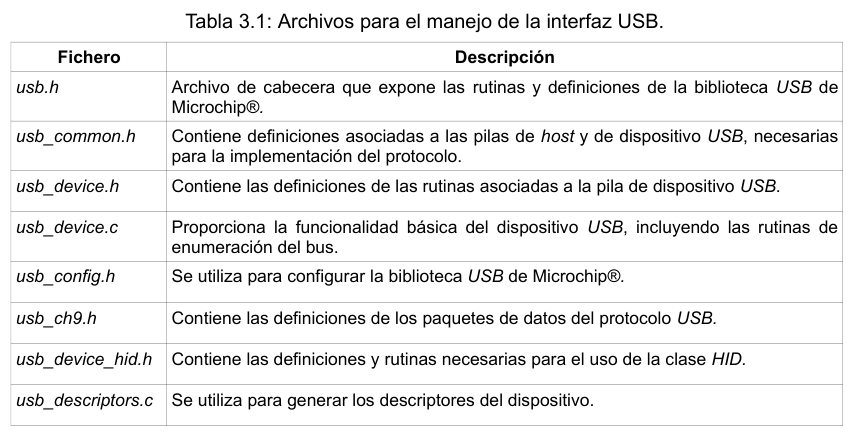 Tabla 3.1: Archivos para el manejo de la interfaz USB.
Fichero Descripción
usb.h Archivo de cabecera que expone las rutinas y definiciones de la biblioteca USB de
Microchip®.
usb_common.h Contiene definiciones asociadas a las pilas de host y de dispositivo USB, necesarias
para la implementación del protocolo.
usb_device.h Contiene las definiciones de las rutinas asociadas a la pila de dispositivo USB.
usb_device.c Proporciona la funcionalidad básica del dispositivo USB, incluyendo las rutinas de
enumeración del bus.
usb_config.h Se utiliza para configurar la biblioteca USB de Microchip®.
usb_ch9.h Contiene las definiciones de los paquetes de datos del protocolo USB.
usb_device_hid.h Contiene las definiciones y rutinas necesarias para el uso de la clase HID.
usb_descriptors.c Se utiliza para generar los descriptores del dispositivo.